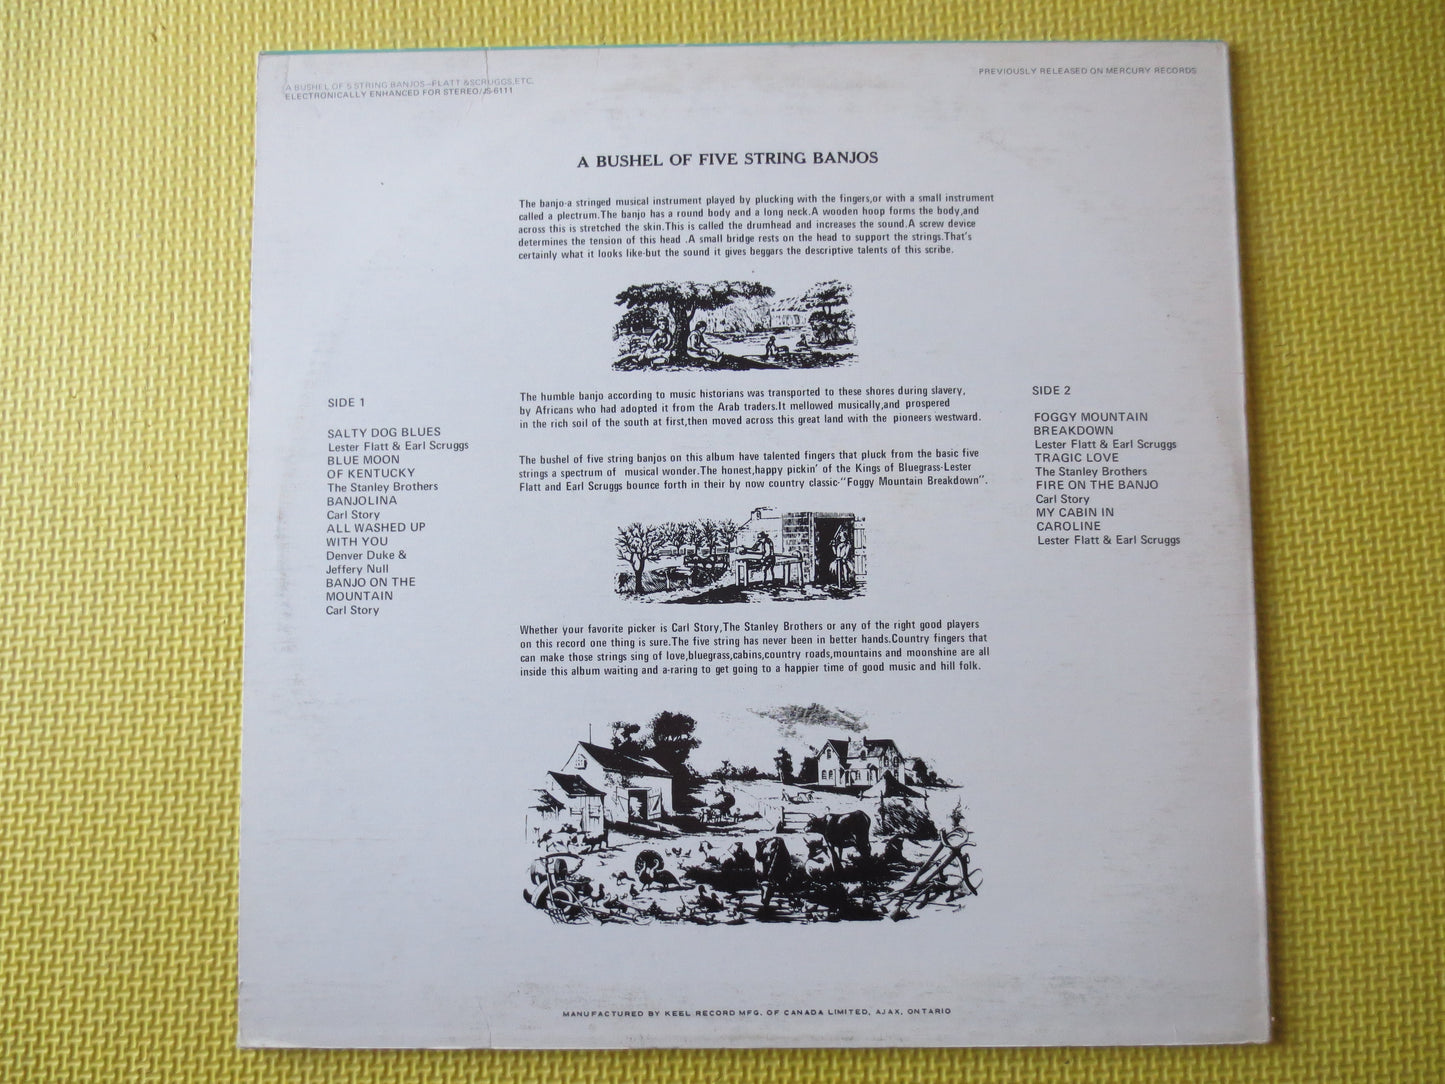 A BUSHEL OF 5 STRING BANJOS-FLATT &SCRUGGS,ETC.
ELECTRONICALLY ENHANCED FOR STEREO/JS-6111
PREVIOUSLY RELEASED ON MERCURY RECORDS
A BUSHEL OF FIVE STRING BANJOS
The banjo-a stringed musical instrument played by plucking with the fingers,or with a small instrument
called a plectrum.The banjo has a round body and a long neck.A wooden hoop forms the body,and
across this is stretched the skin.This is called the drumhead and increases the sound.A screw device
determines the tension of this head .A small bridge rests on the head to support the strings.That's
certainly what it looks like-but the sound it gives beggars the descriptive talents of this scribe.
The humble banjo according to music historians was transported to these shores during slavery,
by Africans who had adopted it from the Arab traders.It mellowed musically,and prospered
in the rich soil of the south at first,then moved across this great land with the pioneers westward.
The bushel of five string banjos on this album have talented fingers that pluck from the basic five
strings a spectrum of musical wonder.The honest,happy pickin' of the Kings of Bluegrass-Lester
Flatt and Earl Scruggs bounce forth in their by now country classic-"Foggy Mountain Breakdown".
Whether your favorite picker is Carl Story,The Stanley Brothers or any of the right good players
on this record one thing is sure.The five string has never been in better hands.Country fingers that
can make those strings sing of love,bluegrass,cabins,country roads,mountains and moonshine are all
inside this album waiting and a-raring to get going to a happier time of good music and hill folk.
SIDE 1
SALTY DOG BLUES
Lester Flatt & Earl Scruggs
BLUE MOON
OF KENTUCKY
The Stanley Brothers
BANJOLINA
Carl Story
ALL WASHED UP
WITH YOU
Denver Duke &
Jeffery Null
BANJO ON THE
MOUNTAIN
Carl Story
SIDE 2
FOGGY MOUNTAIN
BREAKDOWN
Lester Flatt & Earl Scruggs
TRAGIC LOVE
The Stanley Brothers
FIRE ON THE BANJO
Carl Story
MY CABIN IN
CAROLINE
Lester Flatt & Earl Scruggs
MANUFACTURED BY KEEL RECORD MFG. OF CANADA LIMITED, AJAX, ONTARIO